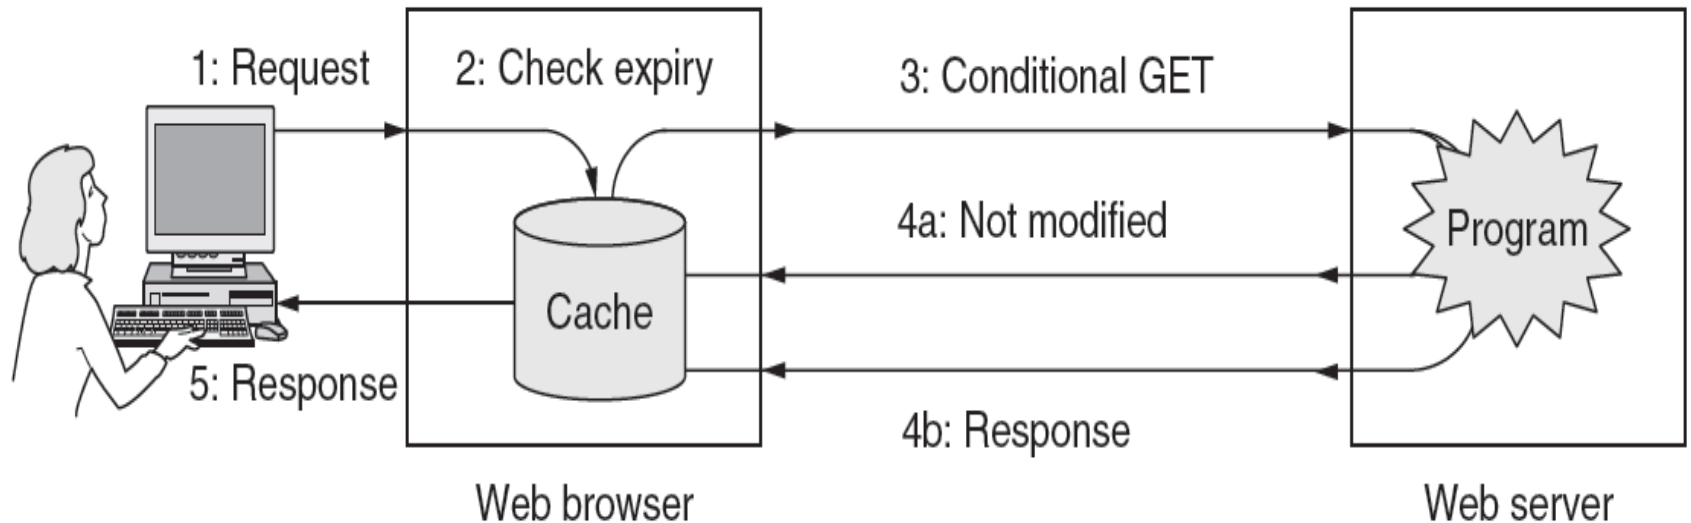 1: Request
2: Check expiry
3: Conditional GET
4a: Not modified
Program
Cache
5: Response
4b: Response
Web browser
Web server